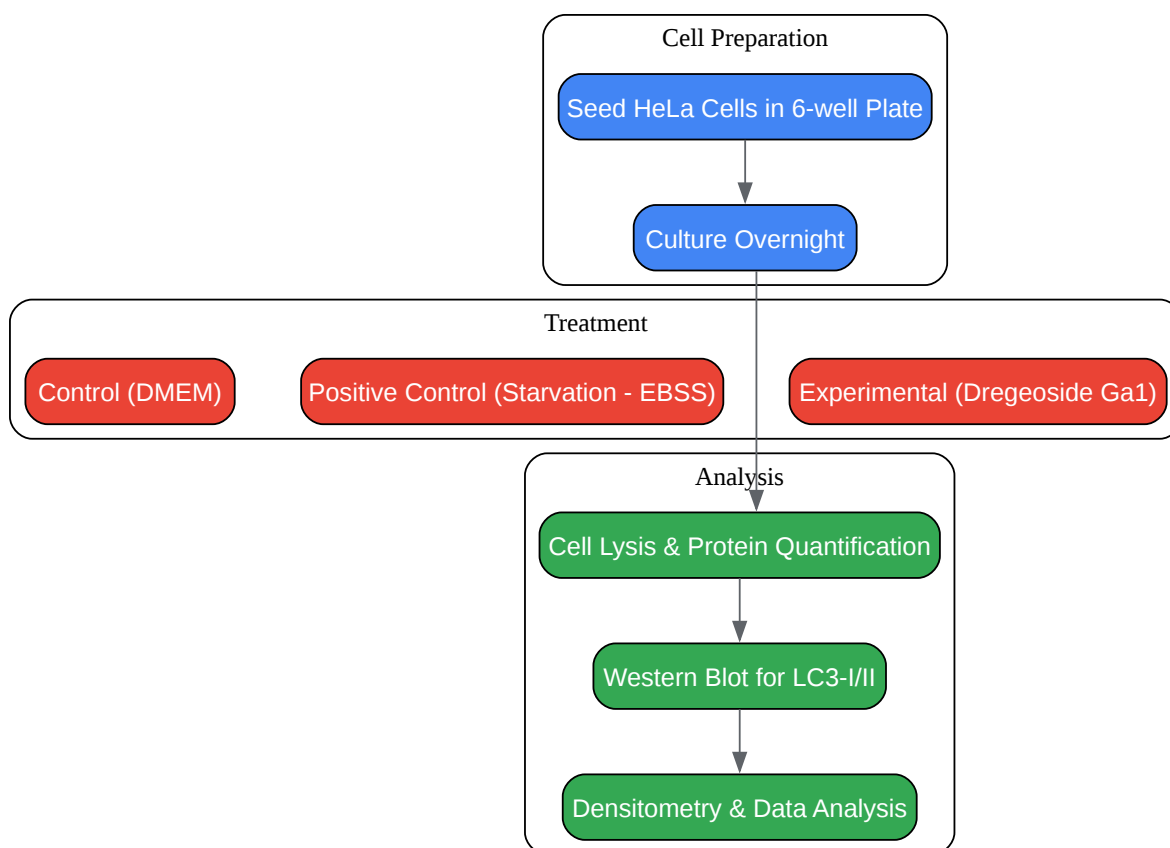 Cell Preparation
Seed HeLa Cells in 6-well Plate
Culture Overnight
Treatment
Control (DMEM)
Positive Control (Starvation - EBSS)
Experimental (Dregeoside Ga1)
Analysis
Cell Lysis & Protein Quantification
Western Blot for LC3-I/II
Densitometry & Data Analysis